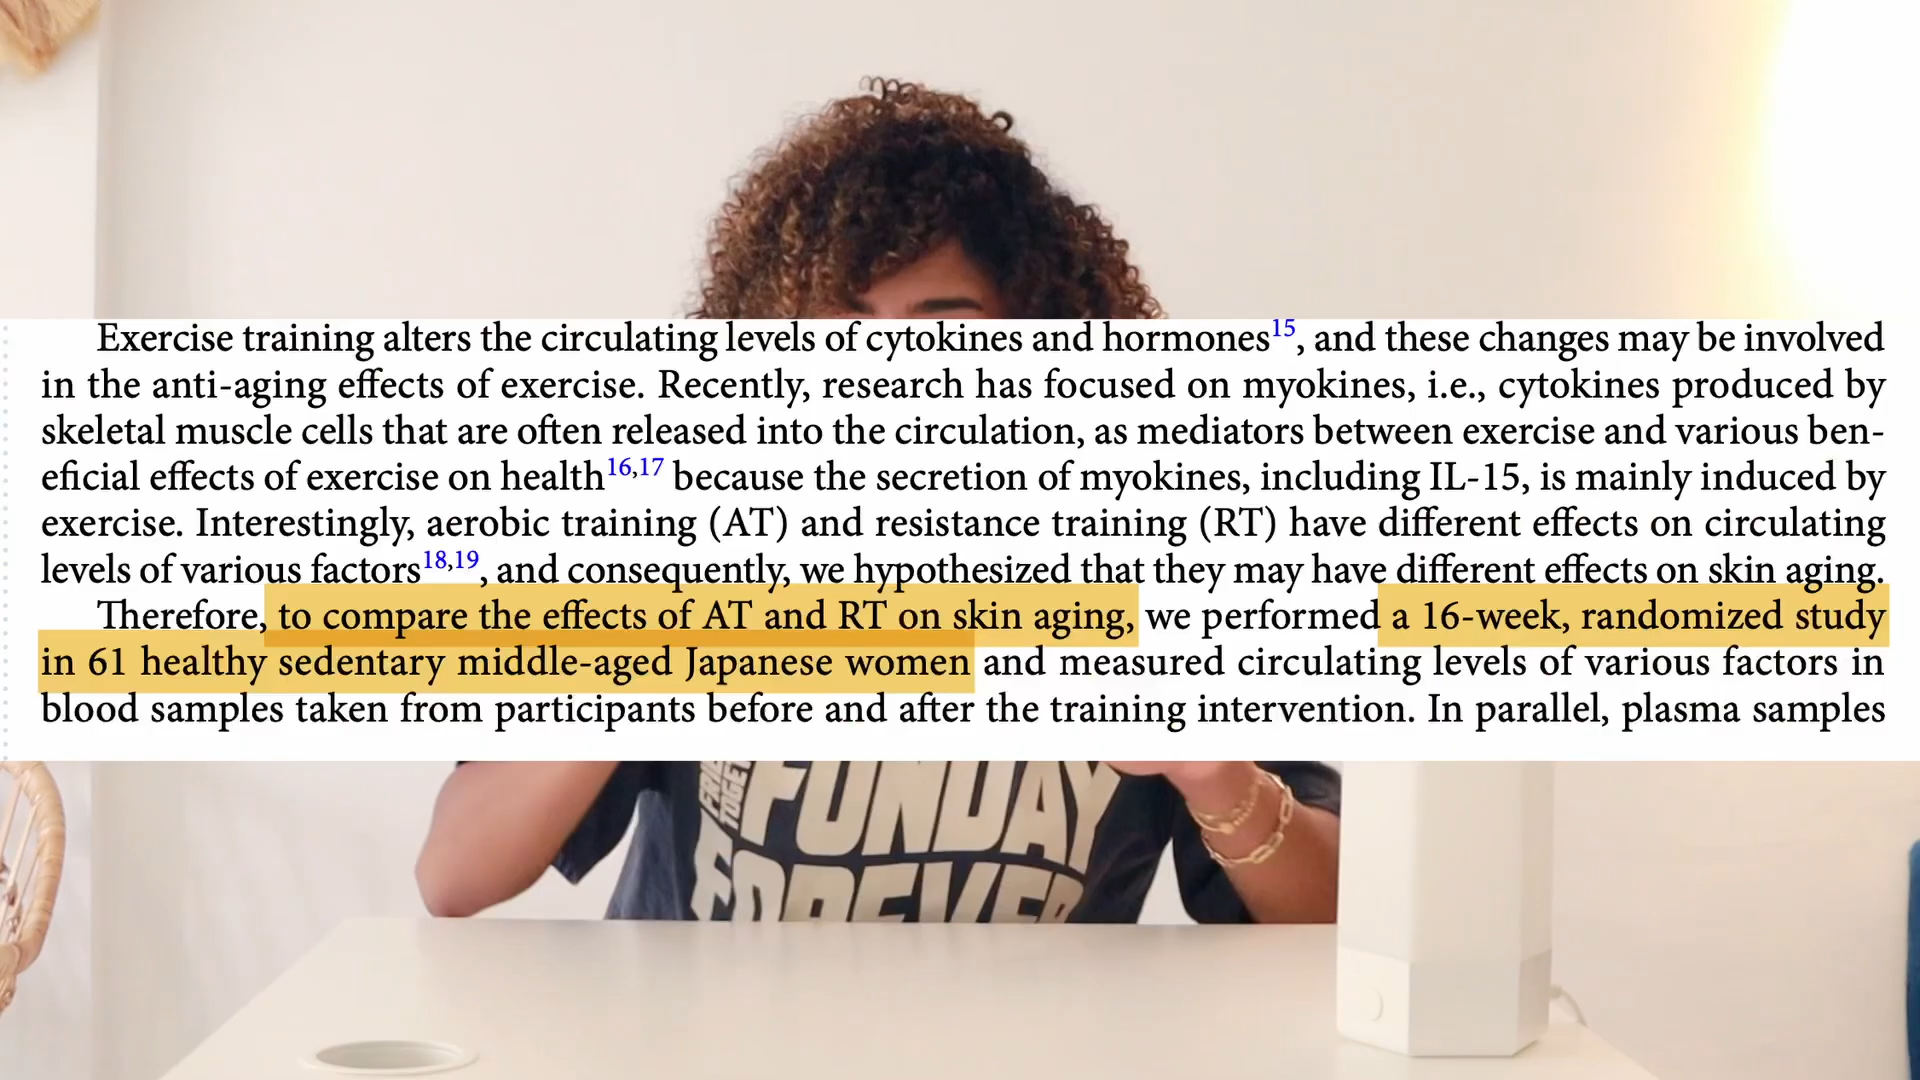 Exercise training alters the circulating levels of cytokines and hormones15, and these changes may be involved
in the anti-aging effects of exercise. Recently, research has focused on myokines, i.e., cytokines produced by
skeletal muscle cells that are often released into the circulation, as mediators between exercise and various ben-
eficial effects of exercise on health16,17 because the secretion of myokines, including IL-15, is mainly induced by
exercise. Interestingly, aerobic training (AT) and resistance training (RT) have different effects on circulating
levels of various factors18,19, and consequently, we hypothesized that they may have different effects on skin aging.
Therefore, to compare the effects of AT and RT on skin aging, we performed a 16-week, randomized study
in 61 healthy sedentary middle-aged Japanese women and measured circulating levels of various factors in
blood samples taken from participants before and after the training intervention. In parallel, plasma samples
FUNDAY
FOREVER